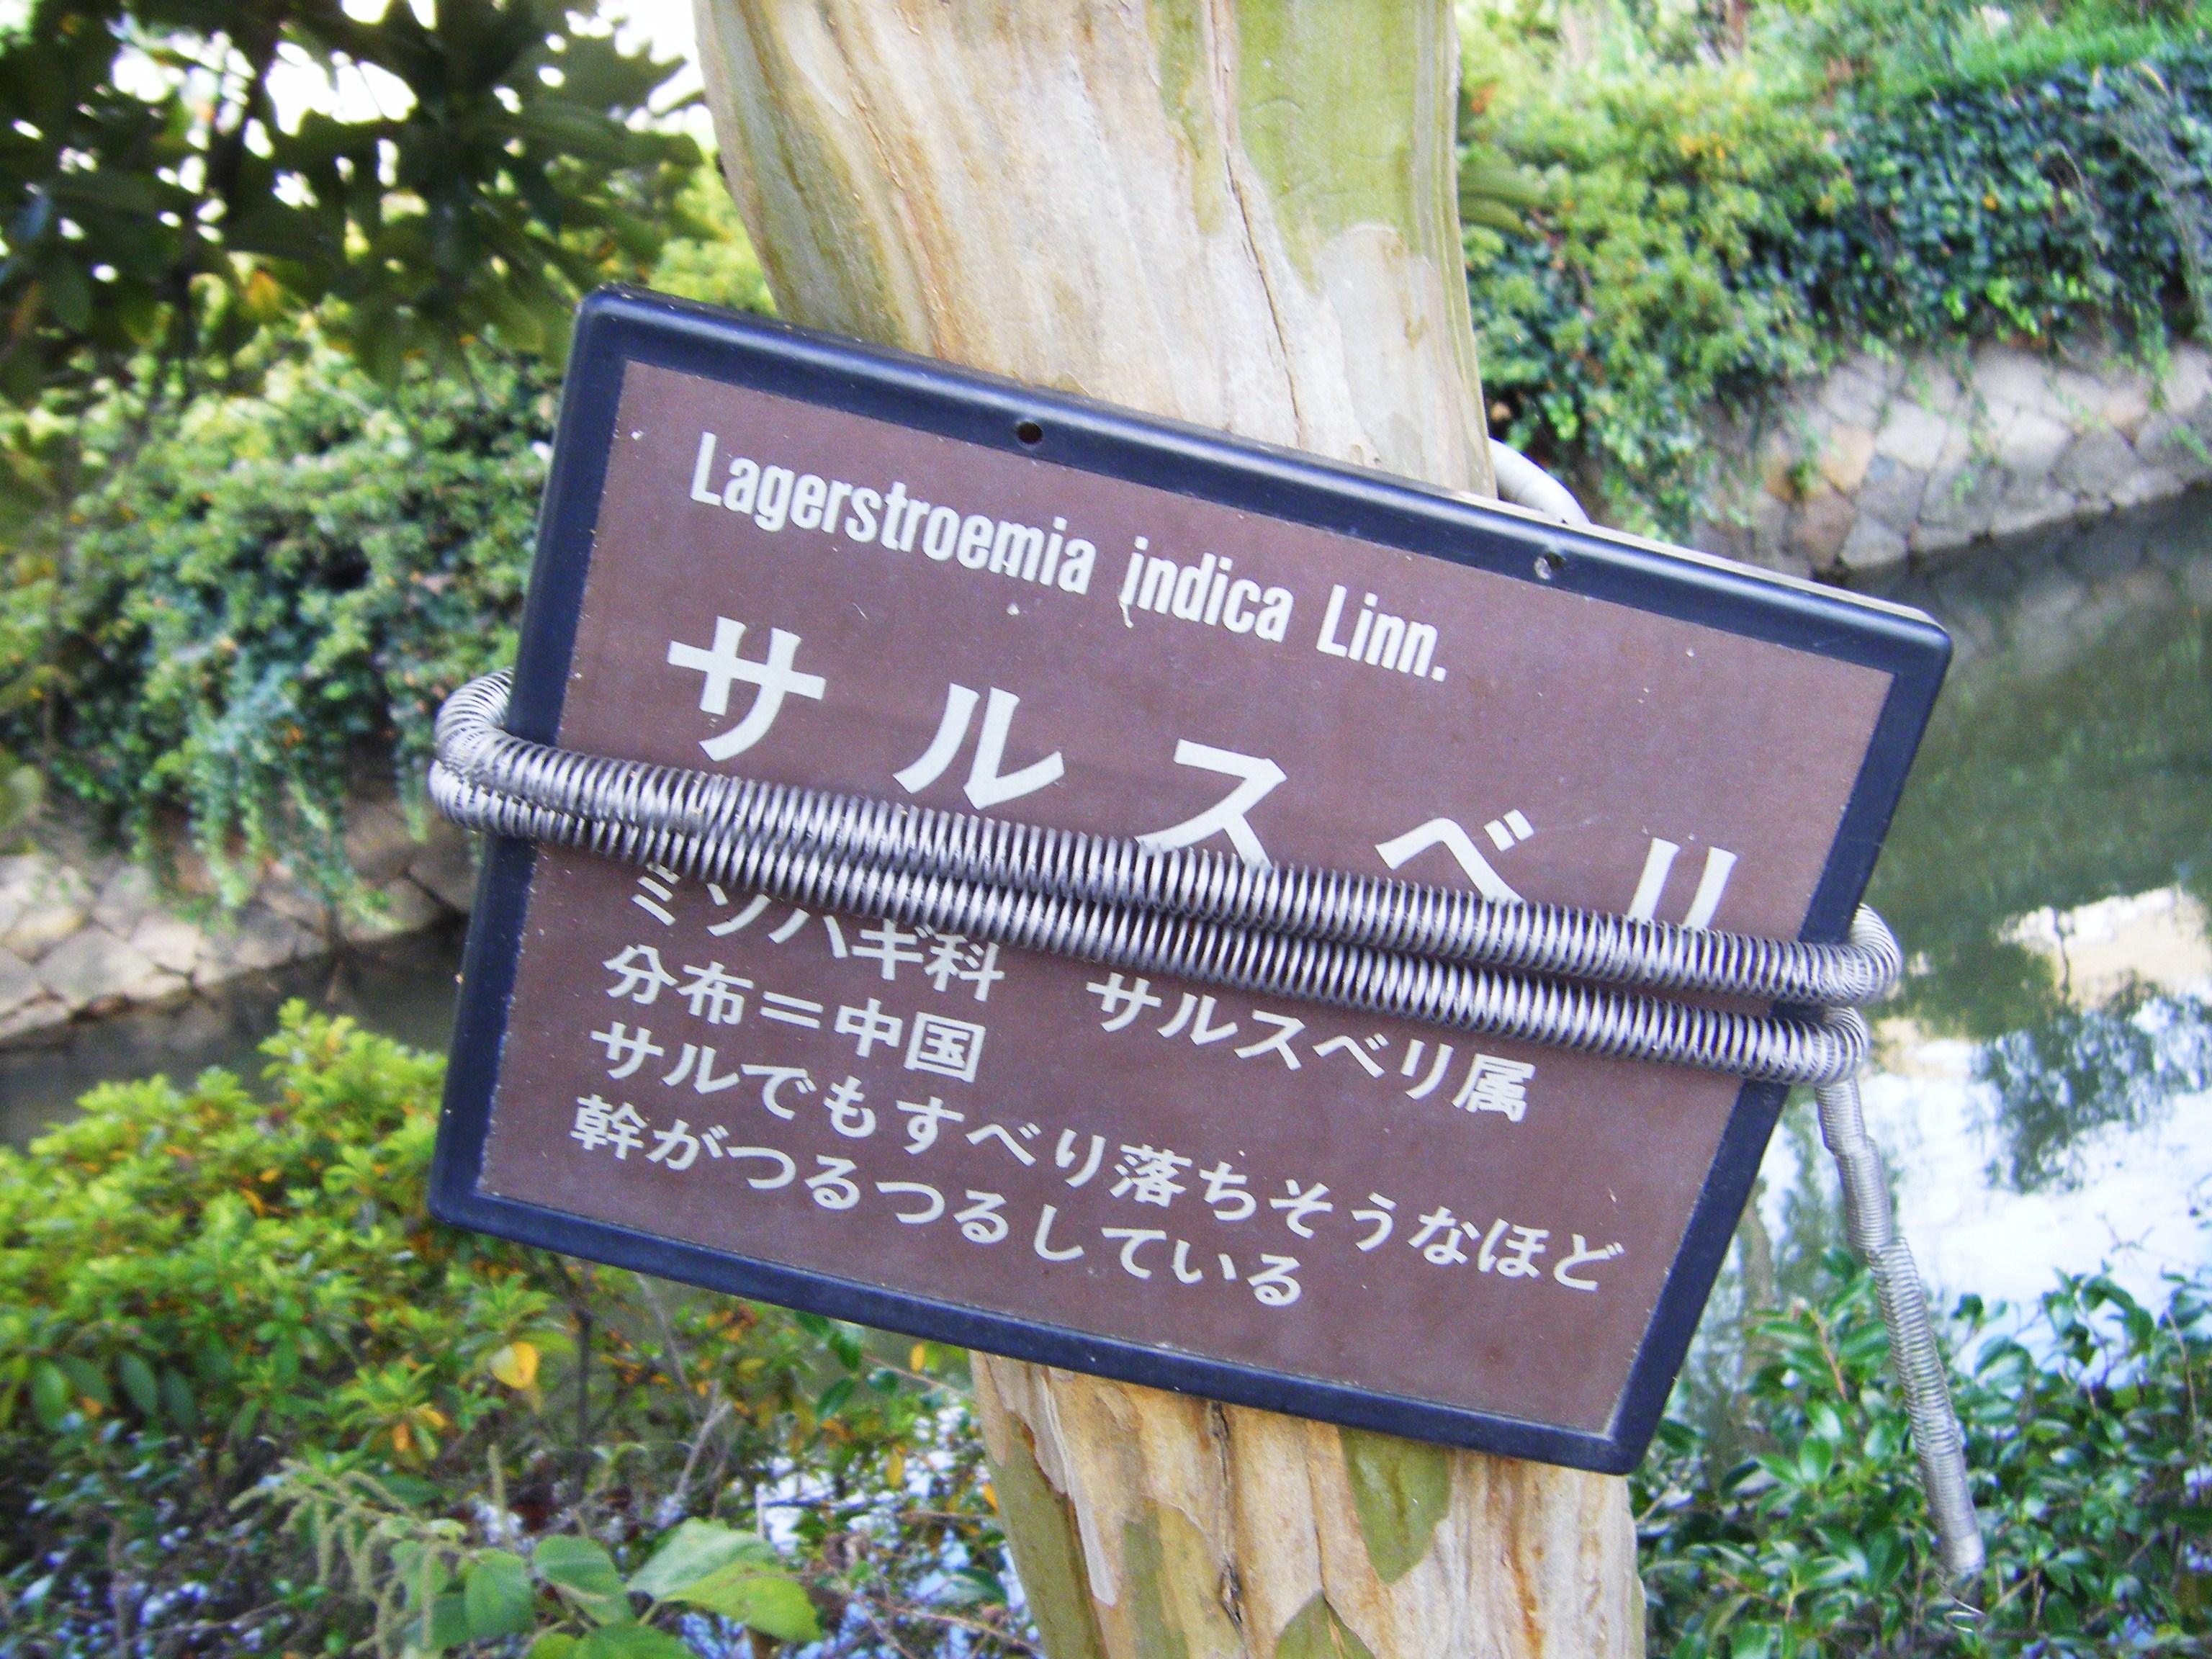 Lagerstroemia indica Linn.
サルスベリ
ミソハギ科 サルスベリ属
分布=中国
サルでもすべり落ちそうなほど
幹がつるつるしている